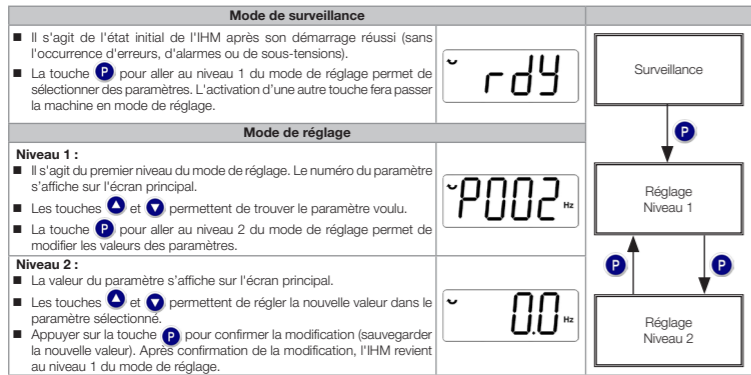 Mode de surveillance
■ Il s'agit de l'état initial de l'IHM après son démarrage réussi (sans
l'occurrence d'erreurs, d'alarmes ou de sous-tensions).
■ La touche P pour aller au niveau 1 du mode de réglage permet de
sélectionner des paramètres. L'activation d'une autre touche fera passer
la machine en mode de réglage.
rdY
Mode de réglage
Niveau 1 :
■ Il s'agit du premier niveau du mode de réglage. Le numéro du paramètre
s'affiche sur l'écran principal.
■ Les touches ▲ et ▼ permettent de trouver le paramètre voulu.
■ La touche P pour aller au niveau 2 du mode de réglage permet de
modifier les valeurs des paramètres.
P002 Hz
Niveau 2 :
■ La valeur du paramètre s'affiche sur l'écran principal.
■ Les touches ▲ et ▼ permettent de régler la nouvelle valeur dans le
paramètre sélectionné.
■ Appuyer sur la touche P pour confirmer la modification (sauvegarder
la nouvelle valeur). Après confirmation de la modification, l'IHM revient
au niveau 1 du mode de réglage.
0.0 Hz
Surveillance
P
Réglage
Niveau 1
P P
Réglage
Niveau 2